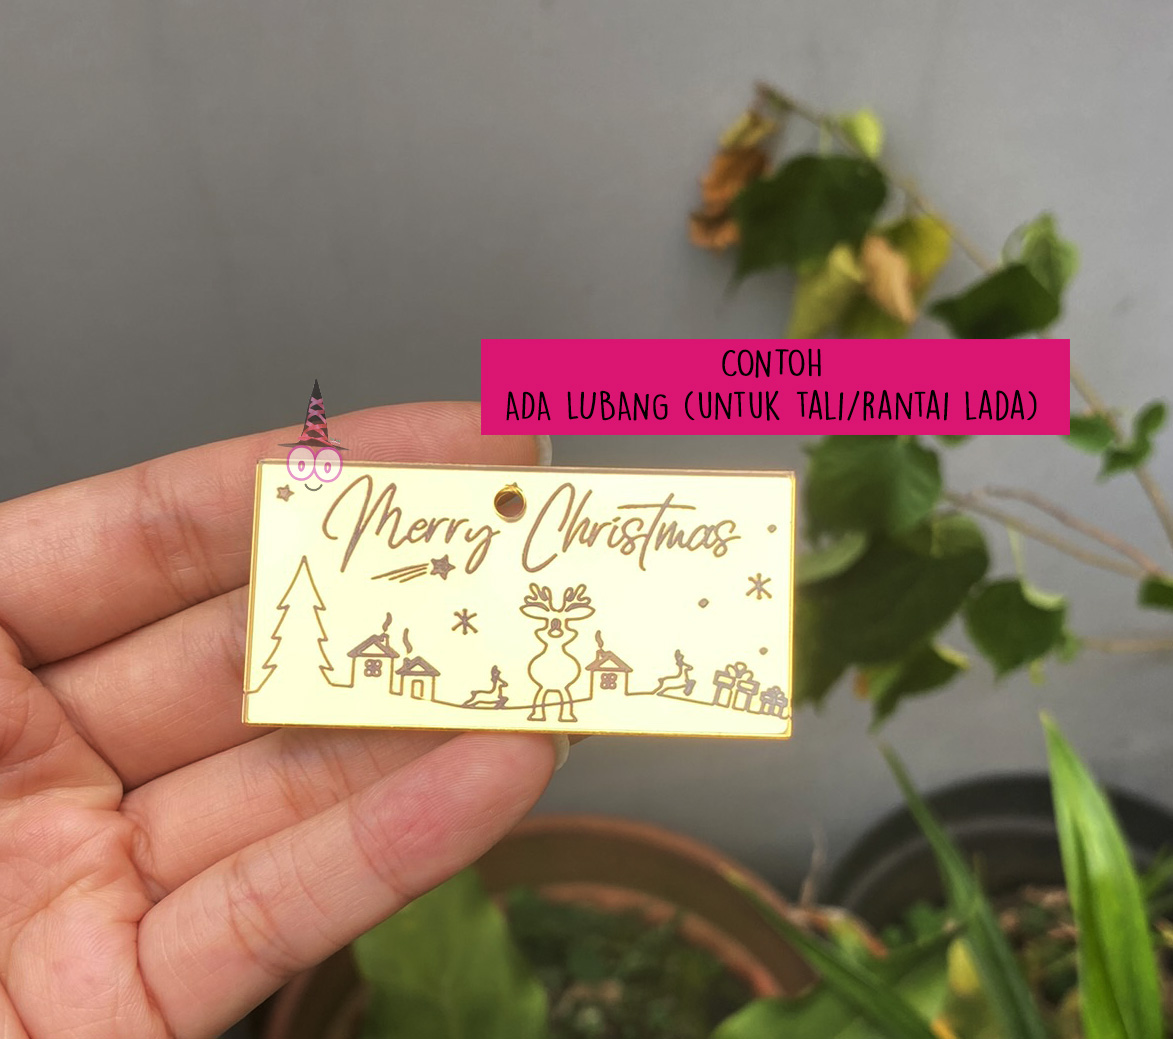 CONTOH
ADA LUBANG (UNTUK TALI/RANTAI LADA)
Merry Christmas